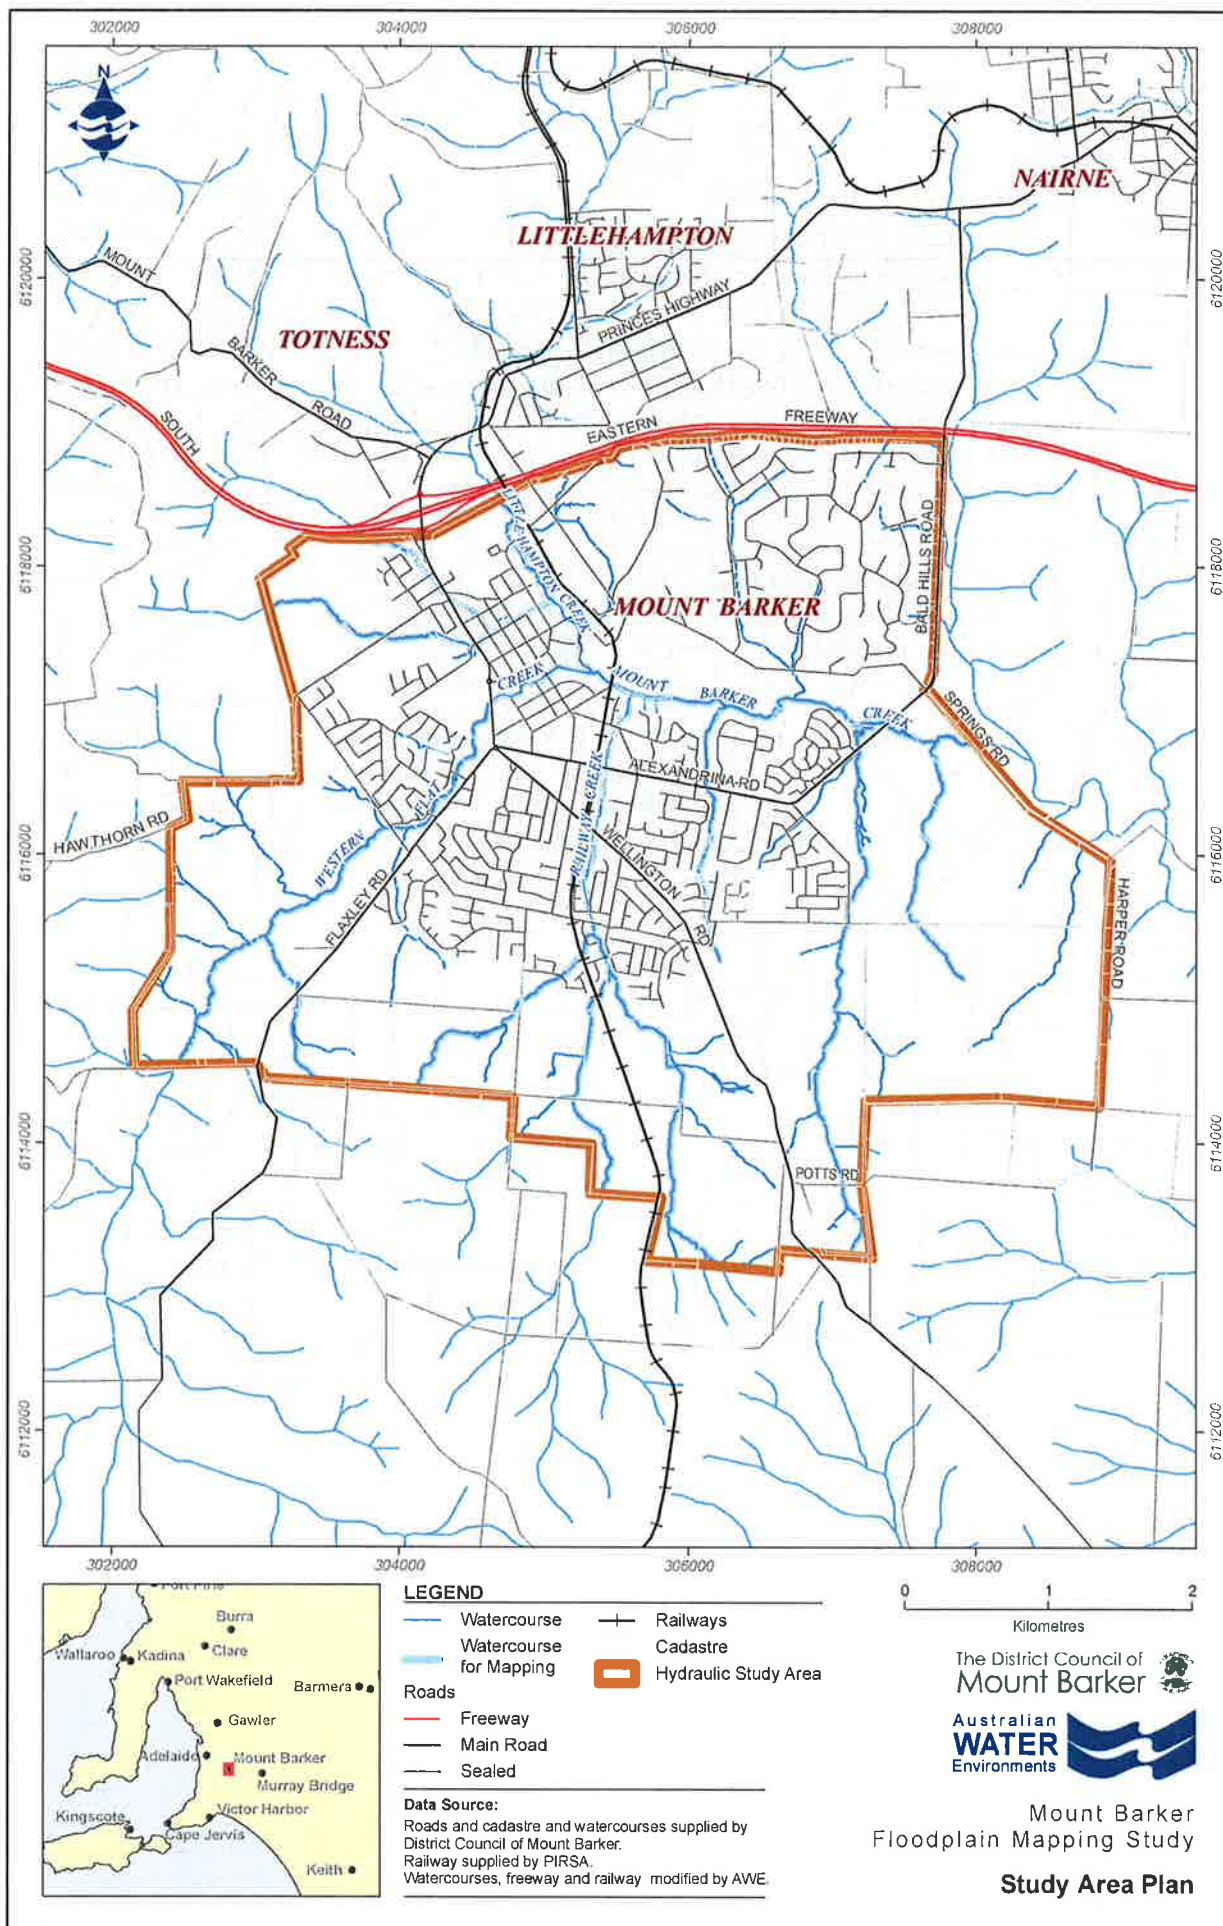 302000
304000
306000
308000
N
NAIRNE
LITTLEHAMPTON
6120000
MOUNT
6120000
PRINCES HIGHWAY
TOTNESS
BARKER
ROAD
SOUTH
EASTERN
FREEWAY
LITTLEHAMPTON CREEK
BALD HILLS ROAD
6118000
6118000
MOUNT BARKER
CREEK
MOUNT
BARKER
CREEK
SPRINGS RD
ALEXANDRINA RD
FLAT
RAILWAY CREEK
HAWTHORN RD
WESTERN
WELLINGTON
RD
6116000
6116000
FLAXLEY RD
HARPER ROAD
6114000
6114000
POTTS RD
6112000
6112000
302000
304000
306000
308000
Burra
Clare
Wallaroo
Kadina
Port Wakefield
Barmera
Gawler
Adelaide
Mount Barker
Murray Bridge
Victor Harbor
Kingscote
Cape Jervis
Keith
LEGEND
Watercourse
Watercourse
for Mapping
Railways
Cadastre
Hydraulic Study Area
Roads
Freeway
Main Road
Sealed
Data Source:
Roads and cadastre and watercourses supplied by
District Council of Mount Barker.
Railway supplied by PIRSA.
Watercourses, freeway and railway modified by AWE.
0 1 2
Kilometres
The District Council of
Mount Barker
Australian
WATER
Environments
Mount Barker
Floodplain Mapping Study
Study Area Plan